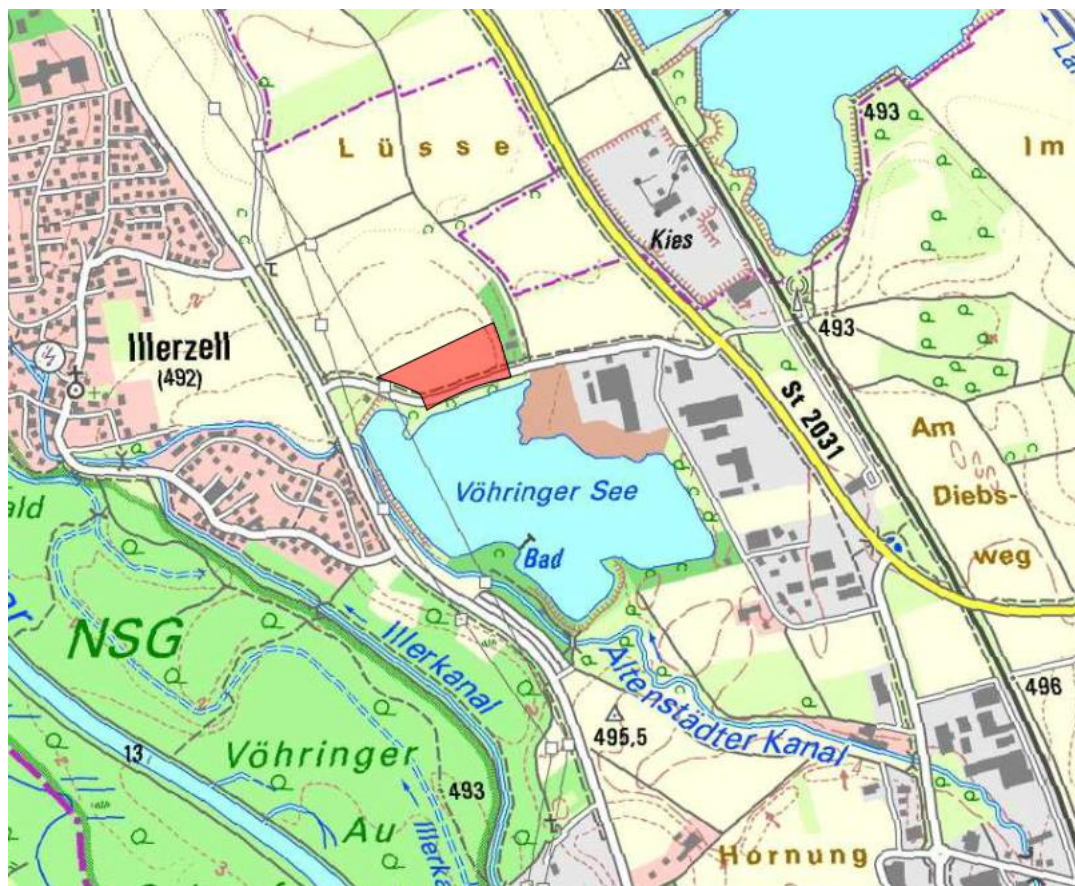 493
Im
Lüsse
Kies
Illerzell
(492)
493
St 2031
Am
Diebs-
weg
Vöhringer See
Bad
ald
NSG
Illerkanal
Altenstädter Kanal
496
495,5
13
Vöhringer
493
Au
Hornung